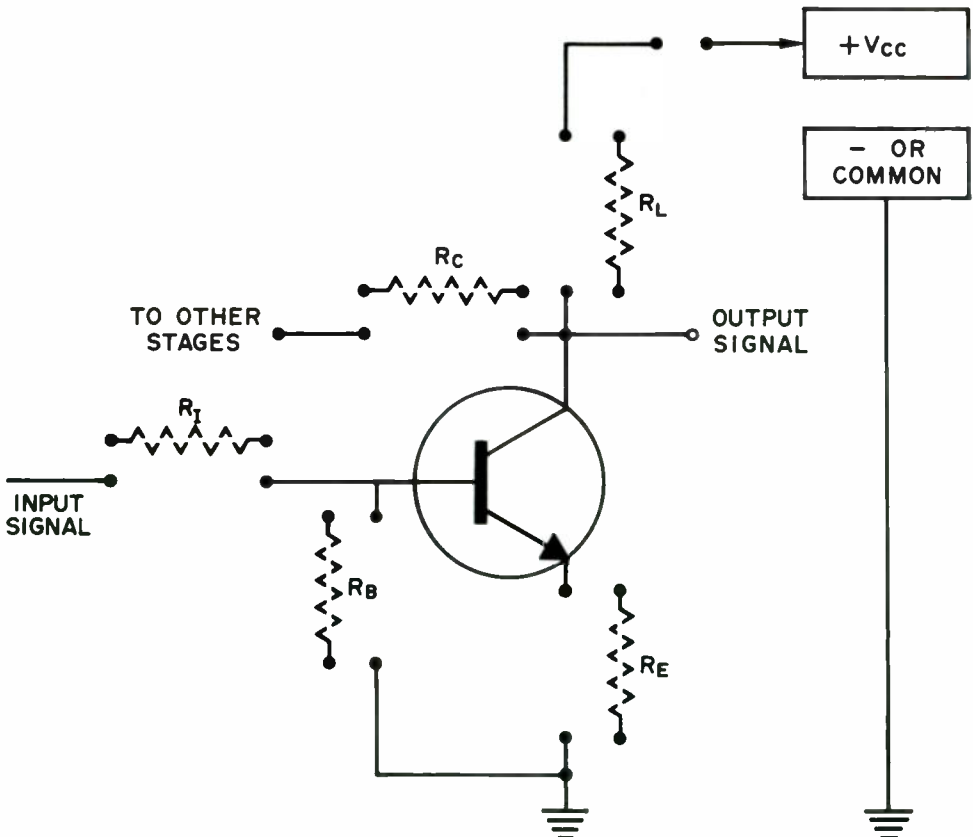 +VCC
- OR
COMMON
RL
RC
TO OTHER
STAGES
OUTPUT
SIGNAL
RI
INPUT
SIGNAL
RB
RE